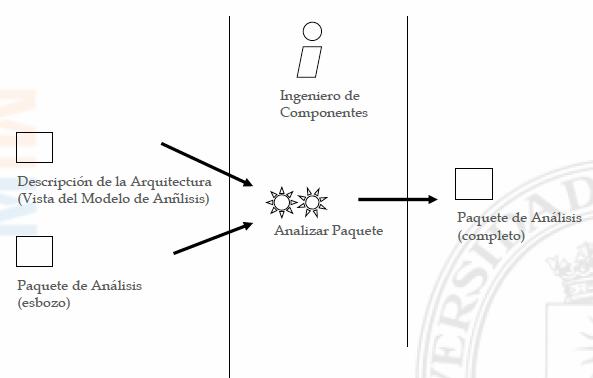 Ingeniero de
Componentes
Descripción de la Arquitectura
(Vista del Modelo de Anñlisis)
Analizar Paquete
Paquete de Análisis
(completo)
Paquete de Análisis
(esbozo)